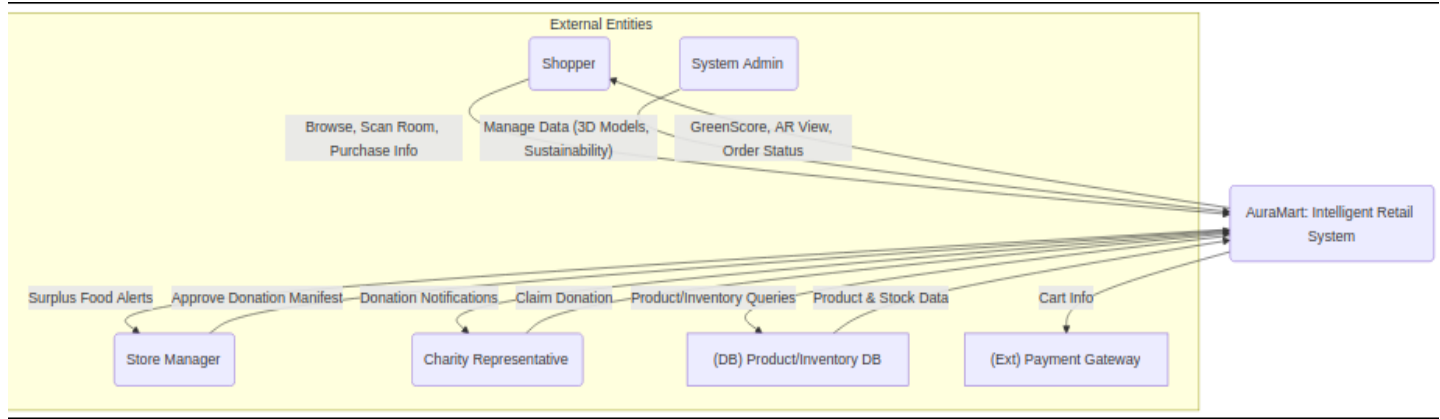 External Entities
Shopper
System Admin
Browse, Scan Room,
Purchase Info
Manage Data (3D Models,
Sustainability)
GreenScore, AR View,
Order Status
AuraMart: Intelligent Retail
System
Surplus Food Alerts
Approve Donation Manifest
Donation Notifications
Claim Donation
Product/Inventory Queries
Product & Stock Data
Cart Info
Store Manager
Charity Representative
(DB) Product/Inventory DB
(Ext) Payment Gateway